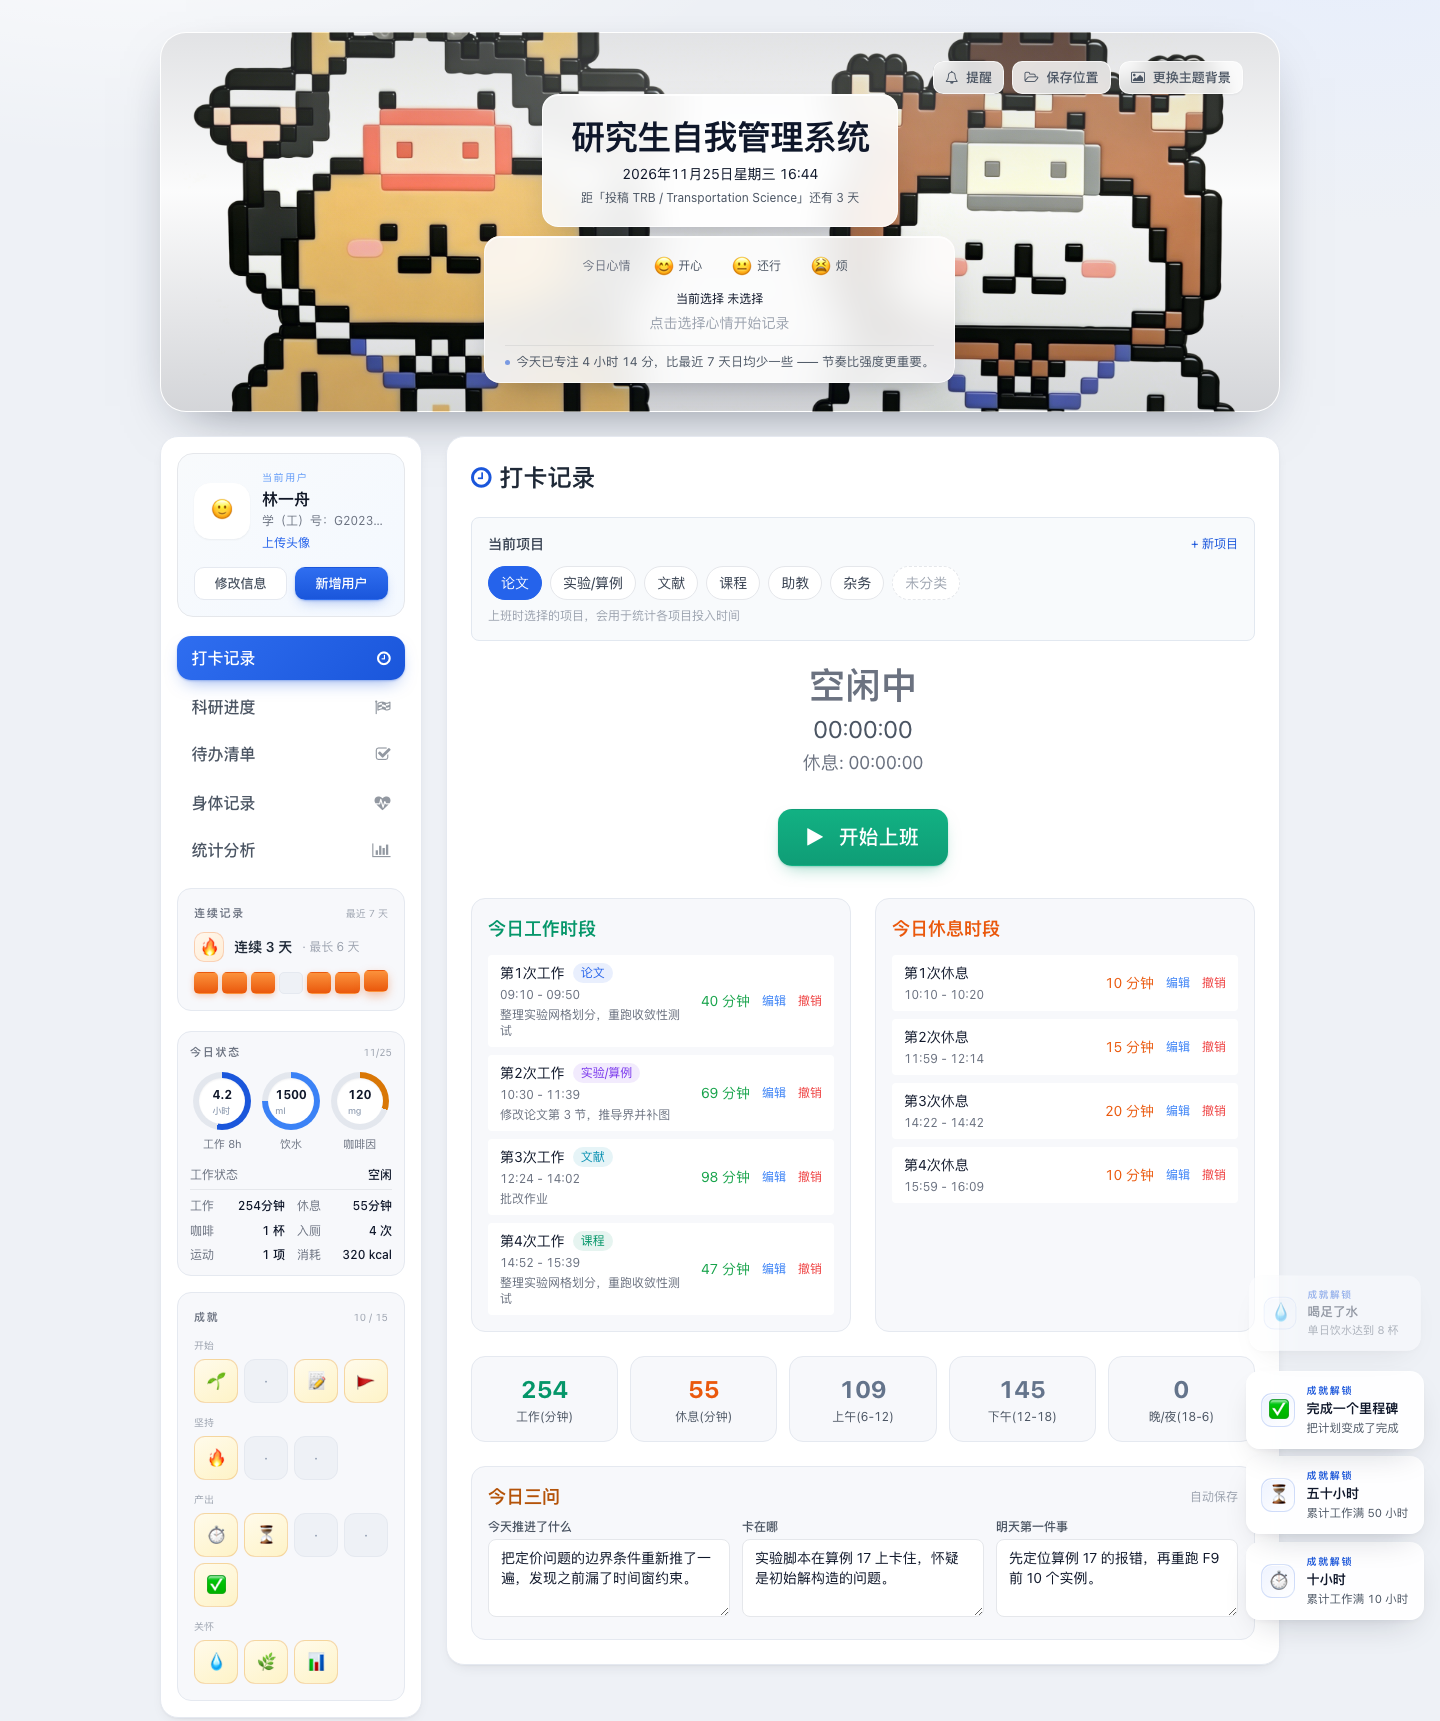 提醒
保存位置
更换主题背景
研究生自我管理系统
2026年11月25日星期三 16:44
距「投稿 TRB / Transportation Science」还有 3 天
今日心情 开心 还行 烦
当前选择 未选择
点击选择心情开始记录
今天已专注 4 小时 14 分，比最近 7 天日均少一些 —— 节奏比强度更重要。
当前用户
林一舟
学（工）号：G2023...
上传头像
修改信息
新增用户
打卡记录
科研进度
待办清单
身体记录
统计分析
连续记录
最近 7 天
连续 3 天 · 最长 6 天
今日状态
11/25
4.2
小时
1500
ml
120
mg
工作 8h
饮水
咖啡因
工作状态 空闲
工作 254分钟 休息 55分钟
咖啡 1 杯 入厕 4 次
运动 1 项 消耗 320 kcal
成就
10 / 15
开始
坚持
产出
关怀
打卡记录
当前项目
+ 新项目
论文
实验/算例
文献
课程
助教
杂务
未分类
上班时选择的项目，会用于统计各项目投入时间
空闲中
00:00:00
休息: 00:00:00
开始上班
今日工作时段
第1次工作 论文
09:10 - 09:50
整理实验网格划分，重跑收敛性测
试
40 分钟 编辑 撤销
第2次工作 实验/算例
10:30 - 11:39
修改论文第 3 节，推导界并补图
69 分钟 编辑 撤销
第3次工作 文献
12:24 - 14:02
批改作业
98 分钟 编辑 撤销
第4次工作 课程
14:52 - 15:39
整理实验网格划分，重跑收敛性测
试
47 分钟 编辑 撤销
今日休息时段
第1次休息
10:10 - 10:20
10 分钟 编辑 撤销
第2次休息
11:59 - 12:14
15 分钟 编辑 撤销
第3次休息
14:22 - 14:42
20 分钟 编辑 撤销
第4次休息
15:59 - 16:09
10 分钟 编辑 撤销
254
工作(分钟)
55
休息(分钟)
109
上午(6-12)
145
下午(12-18)
0
晚/夜(18-6)
今日三问
自动保存
今天推进了什么
把定价问题的边界条件重新推了一
遍，发现之前漏了时间窗约束。
卡在哪
实验脚本在算例 17 上卡住，怀疑
是初始解构造的问题。
明天第一件事
先定位算例 17 的报错，再重跑 F9
前 10 个实例。
成就解锁
喝足了水
单日饮水达到 8 杯
成就解锁
完成一个里程碑
把计划变成了完成
成就解锁
五十小时
累计工作满 50 小时
成就解锁
十小时
累计工作满 10 小时